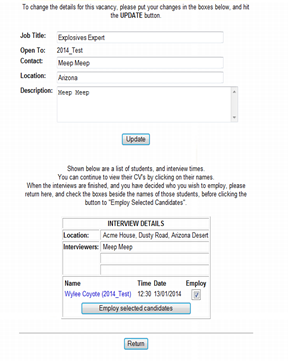 To change the details for this vacancy, please put your changes in the boxes below, and hit
the UPDATE button.
Job Title: Explosives Expert
Open To: 2014_Test
Contact: Meep Meep
Location: Arizona
Description: Meep Meep
Update
Shown below are a list of students, and inteview times.
You can continue to view their CV's by clicking on their names.
When the interviews are finished, and you have decided who you wish to employ, please
return here, and check the boxes beside the names of those students, before clicking the
button to "Employ Selected Candidates".
INTERVIEW DETAILS
Location: Acme House, Dusty Road, Arizona Desert
Interviewers: Meep Meep
Name Time Date Employ
Wylee Coyote (2014_Test) 12:30 13/01/2014
Employ selected candidates
Return